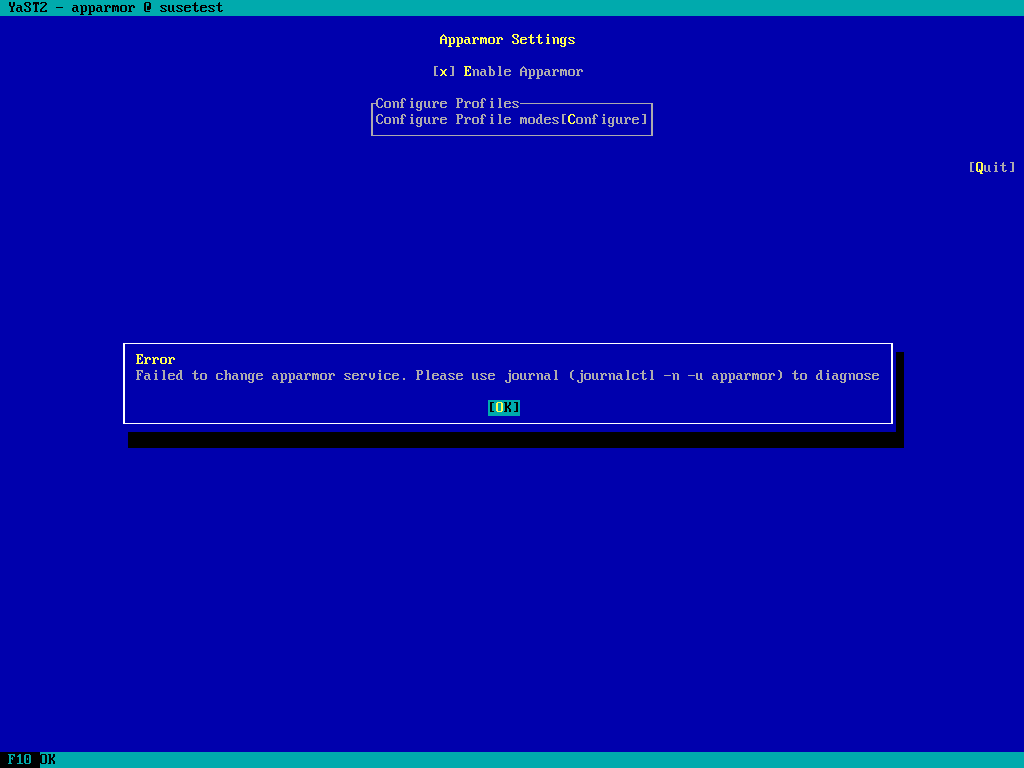 YaST2 - apparmor @ susetest
Apparmor Settings
[x] Enable Apparmor
Configure Profiles
Configure Profile modes[Configure]
[Quit]
Error
Failed to change apparmor service. Please use journal (journalctl -n -u apparmor) to diagnose
[OK]
F10 OK